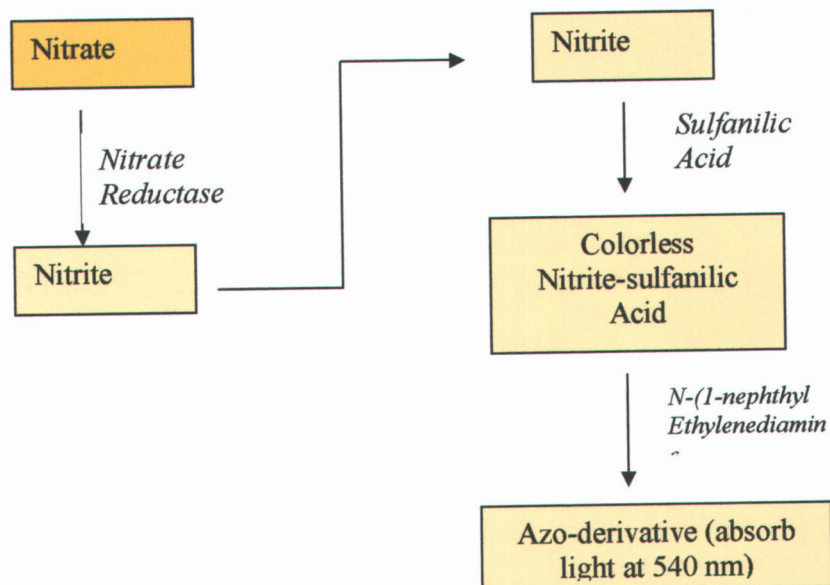 Nitrate
Nitrate
Reductase
Nitrite
Nitrite
Sulfanilic
Acid
Colorless
Nitrite-sulfanilic
Acid
N-(1-nephthyl
Ethylenediamin
Azo-derivative (absorb
light at 540 nm)